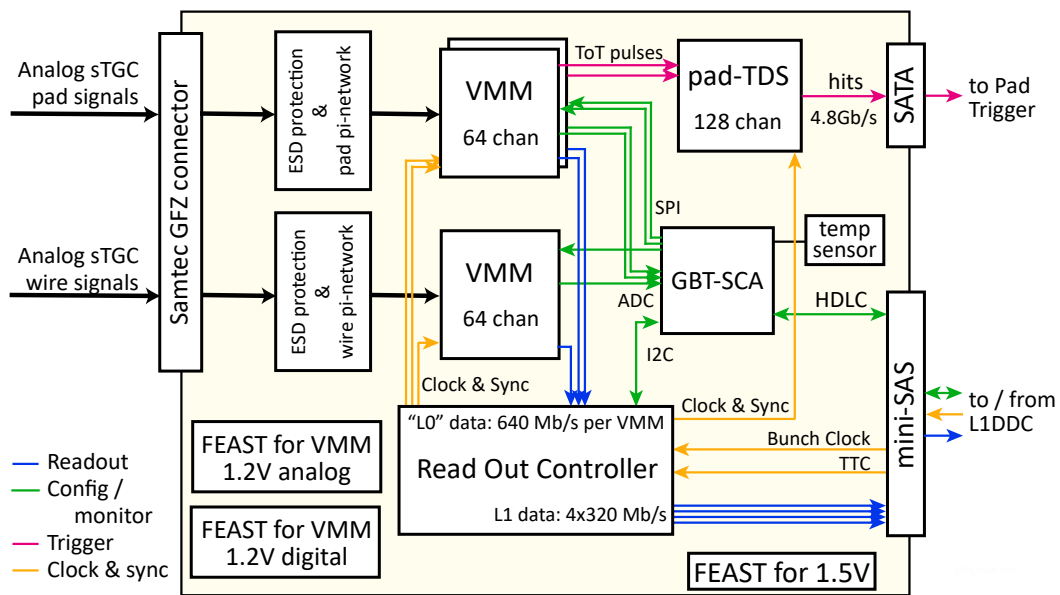 Analog sTGC
pad signals
Analog sTGC
wire signals
Samtec GFZ connector
ESD protection
&
pad pi-network
ESD protection
&
wire pi-network
VMM
64 chan
VMM
64 chan
ToT pulses
pad-TDS
128 chan
hits
4.8Gb/s
SATA
to Pad
Trigger
SPI
GBT-SCA
temp
sensor
ADC
HDLC
I2C
mini-SAS
to / from
L1DDC
Clock & Sync
Clock & Sync
"L0" data: 640 Mb/s per VMM
Read Out Controller
L1 data: 4x320 Mb/s
Bunch Clock
TTC
FEAST for VMM
1.2V analog
FEAST for VMM
1.2V digital
FEAST for 1.5V
Readout
Config /
monitor
Trigger
Clock & sync